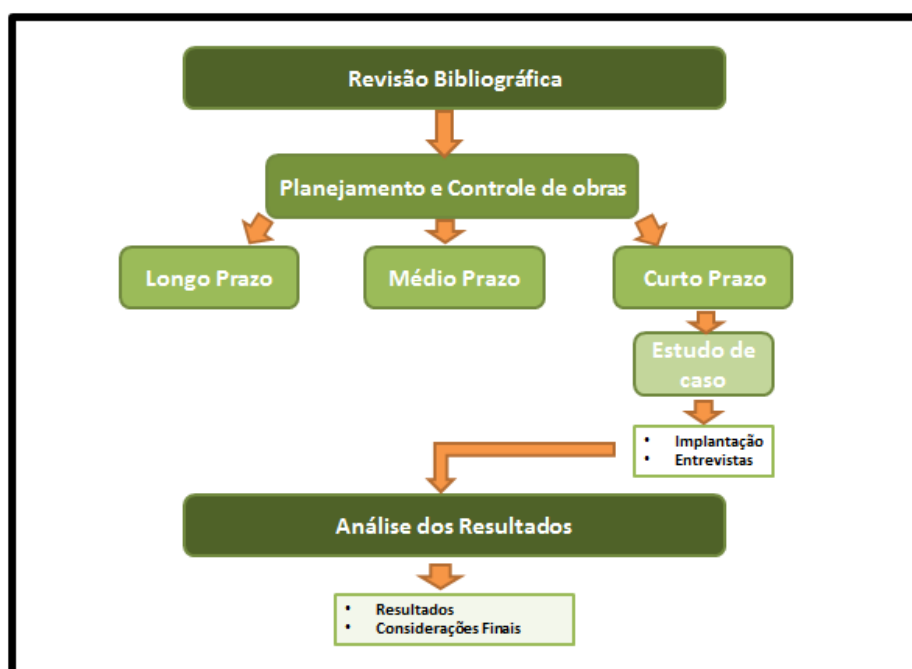 Revisão Bibliográfica
Planejamento e Controle de obras
Longo Prazo
Médio Prazo
Curto Prazo
Estudo de
caso
• Implantação
• Entrevistas
Análise dos Resultados
• Resultados
• Considerações Finais